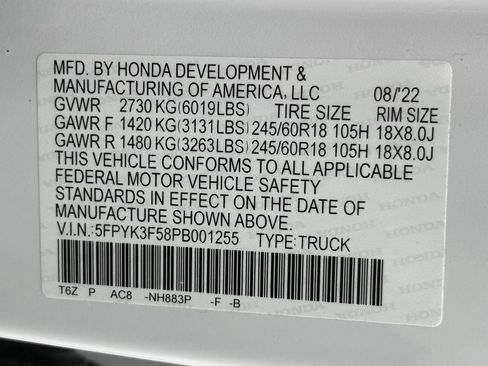 MFD. BY HONDA DEVELOPMENT &
MANUFACTURING OF AMERICA, LLC 08/'22
GVWR 2730 KG(6019LBS) TIRE SIZE RIM SIZE
GAWR F 1420 KG(3131LBS) 245/60R18 105H 18X8.0J
GAWR R 1480 KG(3263LBS) 245/60R18 105H 18X8.0J
THIS VEHICLE CONFORMS TO ALL APPLICABLE
FEDERAL MOTOR VEHICLE SAFETY
STANDARDS IN EFFECT ON THE DATE OF
MANUFACTURE SHOWN ABOVE.
V.I.N.:5FPYK3F58PB001255 TYPE:TRUCK
T6Z P AC8 -NH883P -F -B